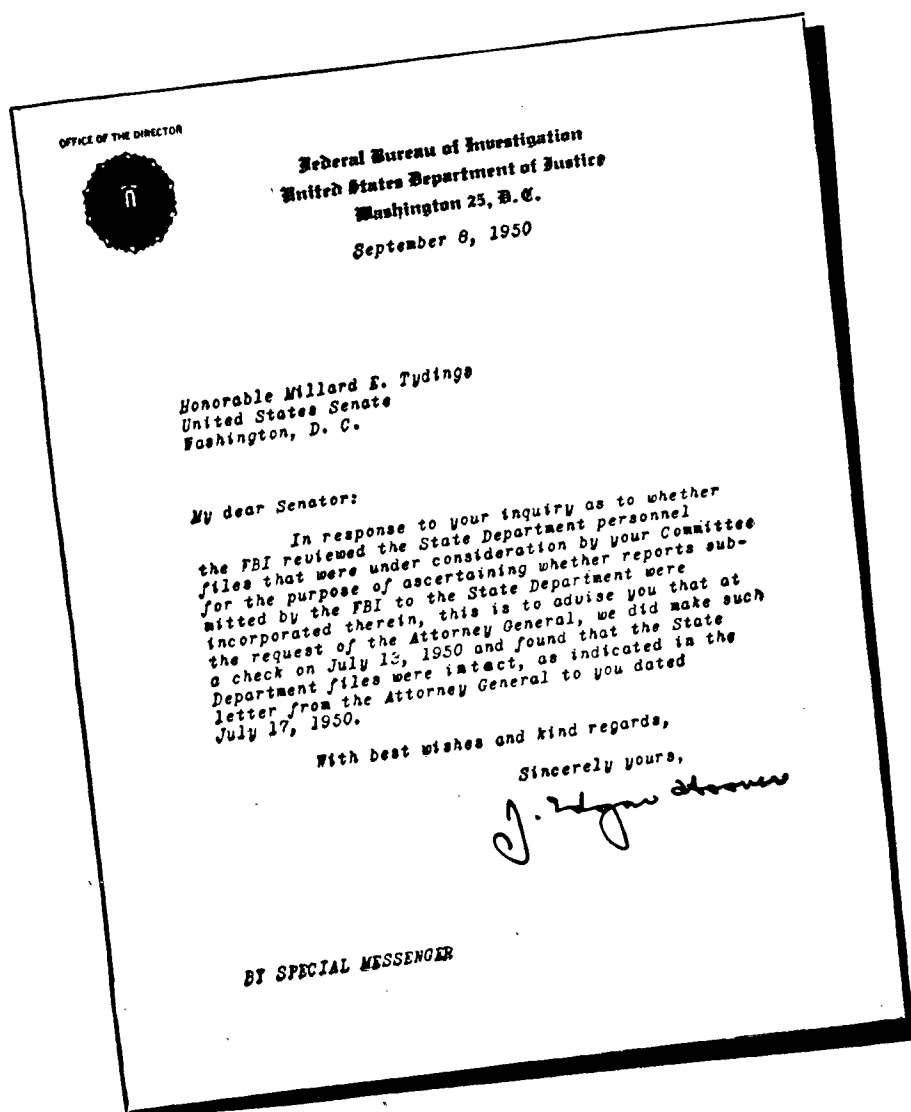 OFFICE OF THE DIRECTOR
Federal Bureau of Investigation
United States Department of Justice
Washington 25, D. C.
September 8, 1950
Honorable Millard E. Tydings
United States Senate
Washington, D. C.
My dear Senator:
In response to your inquiry as to whether
the FBI reviewed the State Department personnel
files that were under consideration by your Committee
for the purpose of ascertaining whether reports sub-
mitted by the FBI to the State Department were
incorporated therein, this is to advise you that at
the request of the Attorney General, we did make such
a check on July 13, 1950 and found that the State
Department files were intact, as indicated in the
letter from the Attorney General to you dated
July 17, 1950.
With best wishes and kind regards,
Sincerely yours,
J. Edgar Hoover
BY SPECIAL MESSENGER